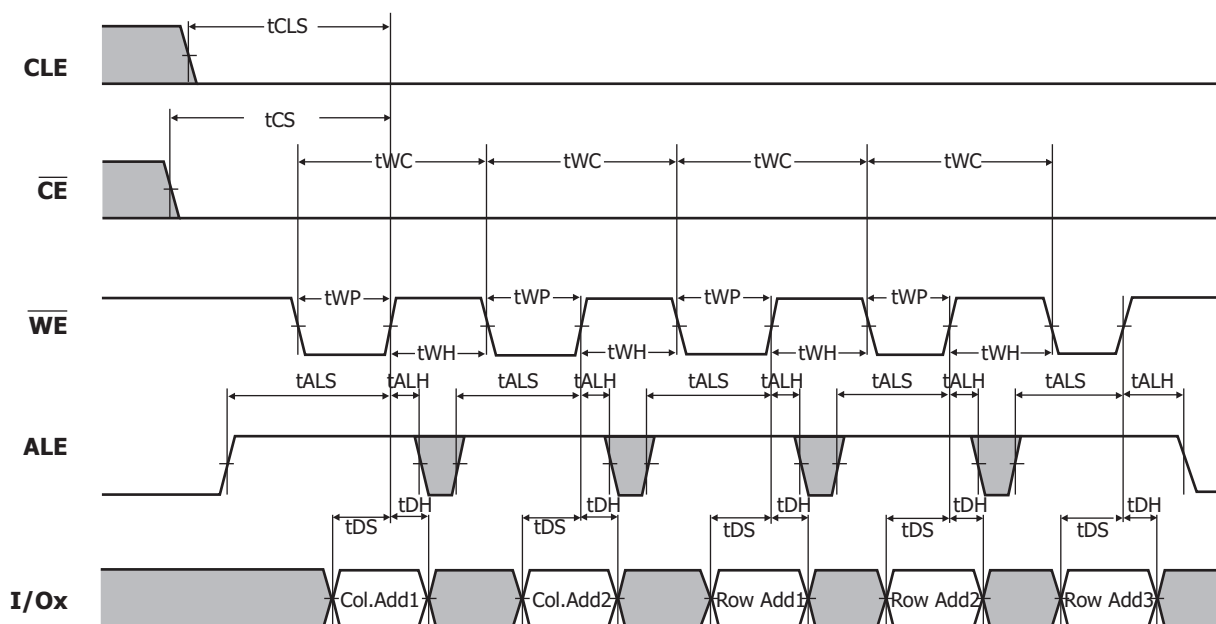 tCLS
CLE
tCS
tWC tWC tWC tWC
CE
tWP tWP tWP tWP
WE
tWH tWH tWH tWH
tALS tALH tALS tALH tALS tALH tALS tALH tALS tALH
ALE
tDH tDH tDH tDH tDH
tDS tDS tDS tDS tDS
I/Ox Col.Add1 Col.Add2 Row Add1 Row Add2 Row Add3